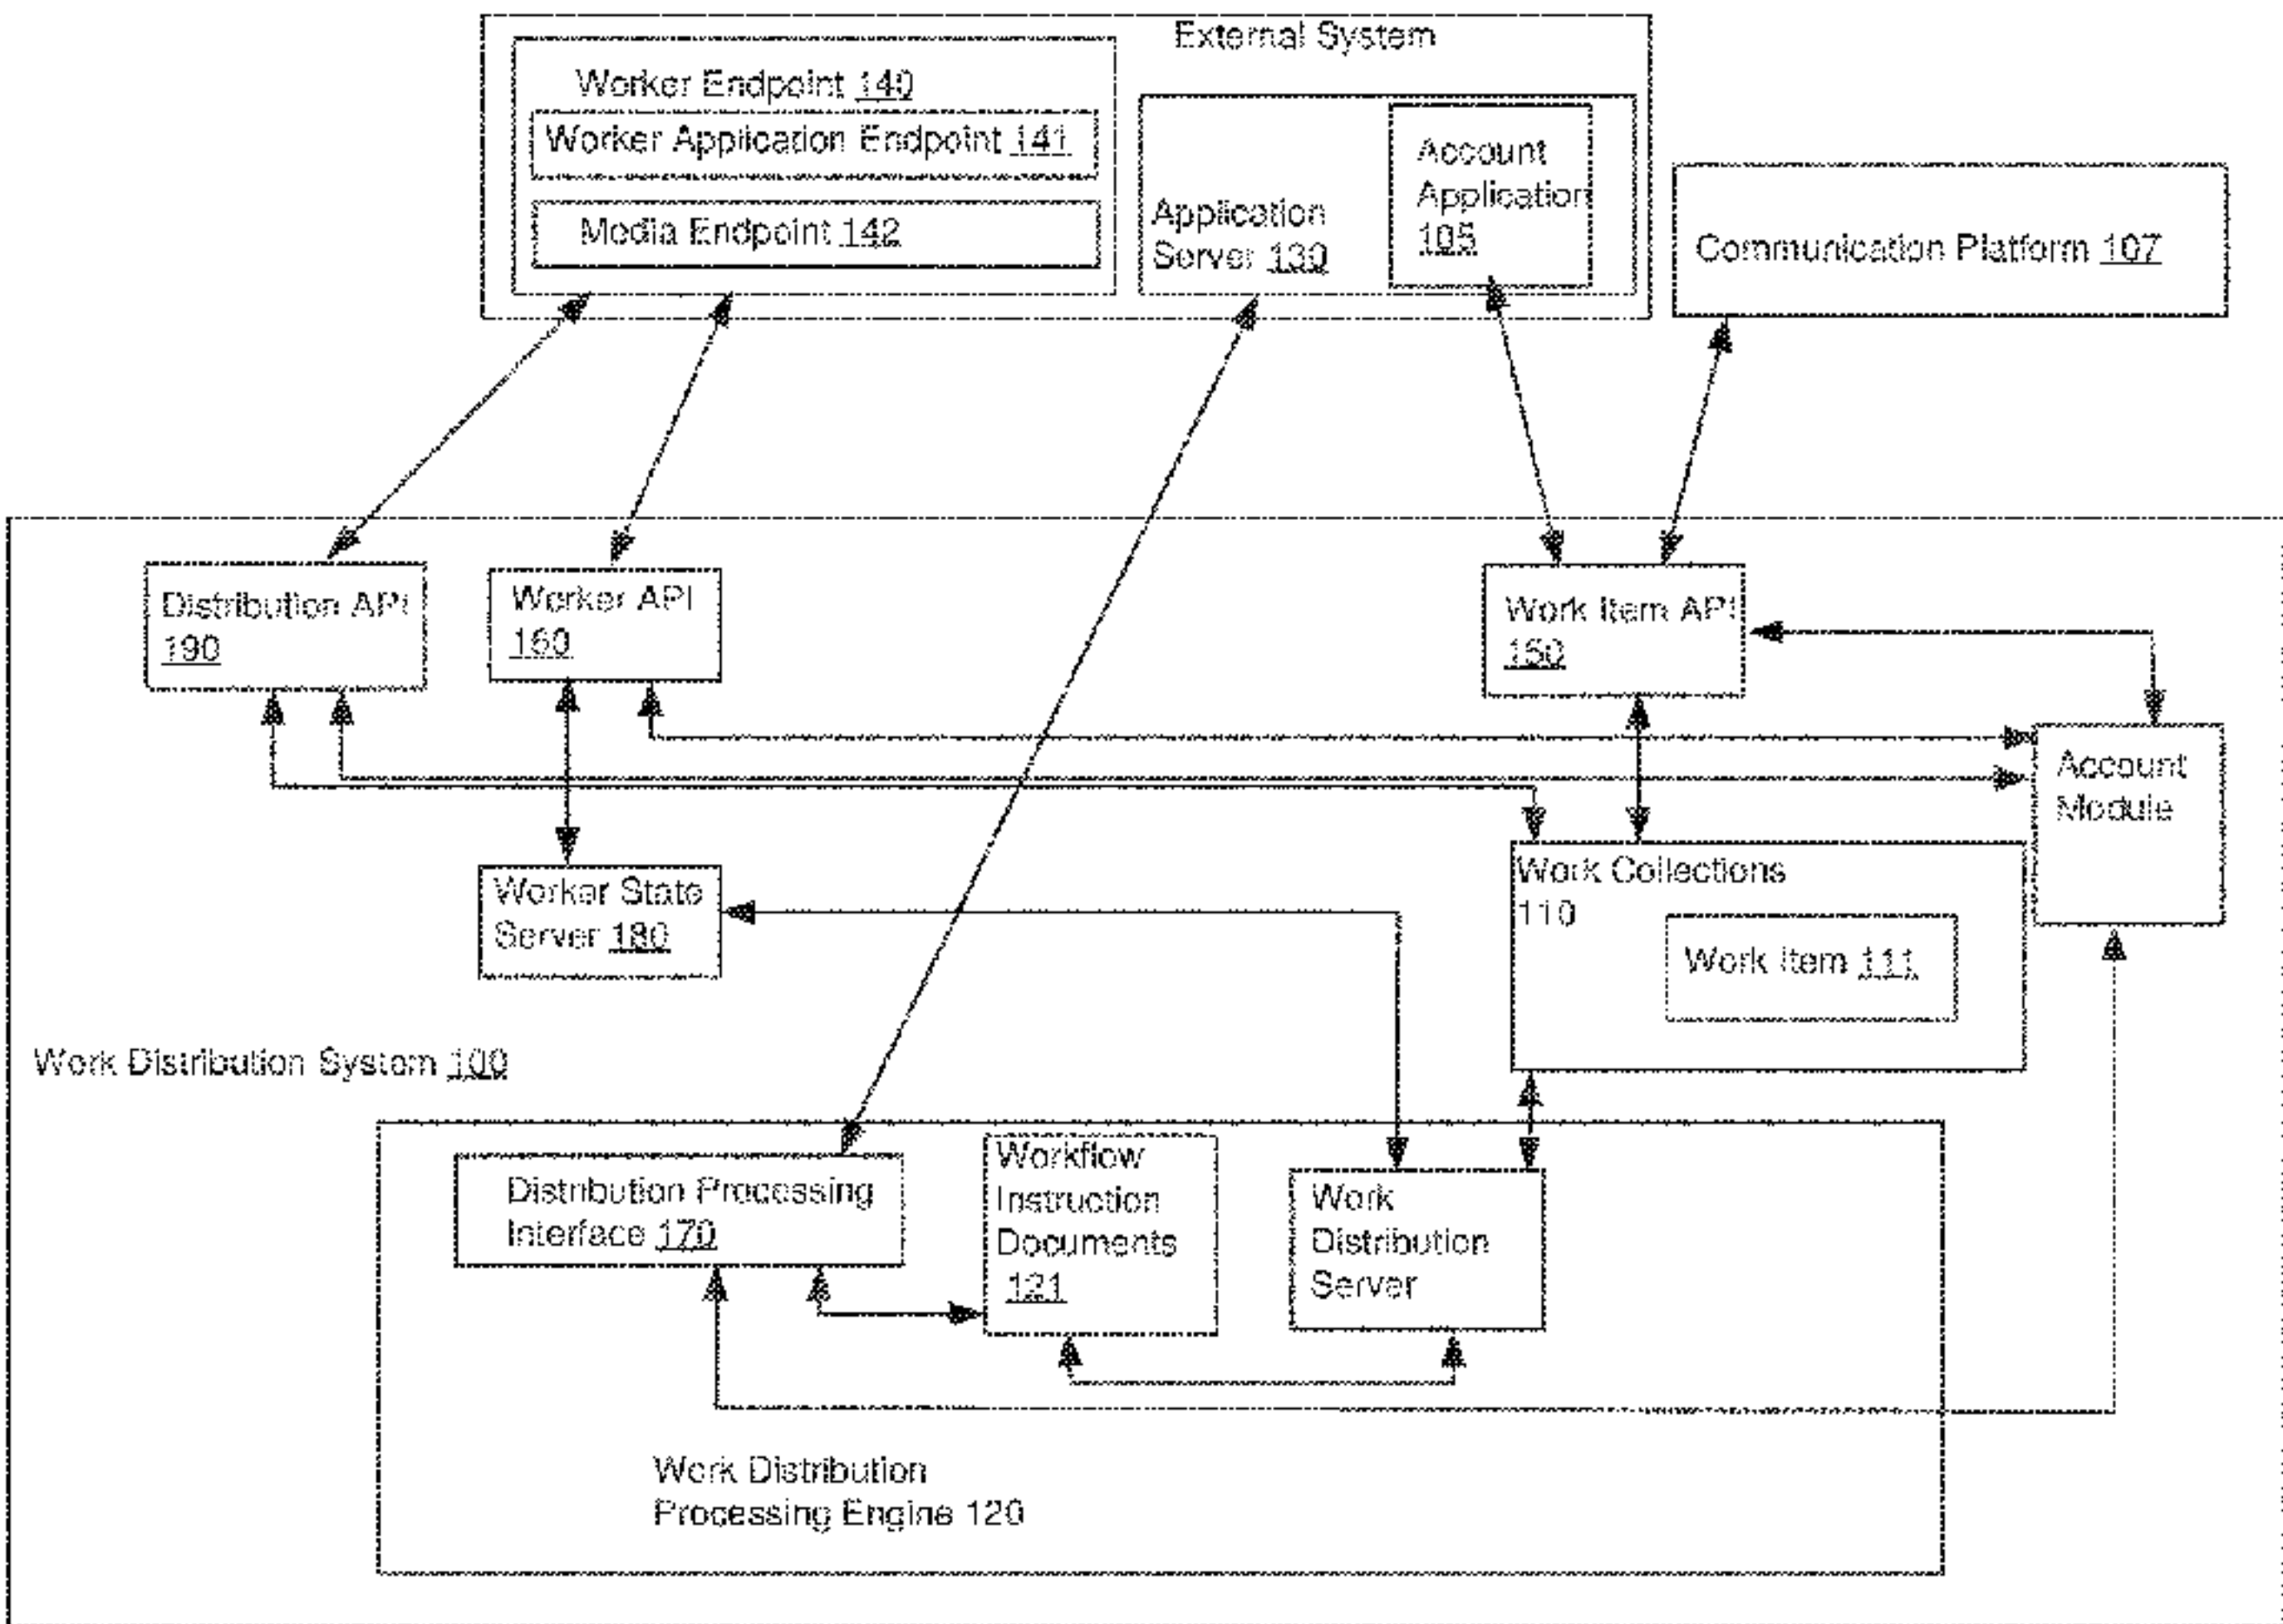 External System
Worker Endpoint 140
Worker Application Endpoint 141
Media Endpoint 142
Application
Server 130
Account
Application
105
Communication Platform 107
Distribution API
190
Worker API
160
Work Item API
150
Account
Module
Worker State
Server 180
Work Collections
110
Work Item 111
Work Distribution System 100
Distribution Processing
Interface 170
Workflow
Instruction
Documents
121
Work
Distribution
Server
Work Distribution
Processing Engine 120